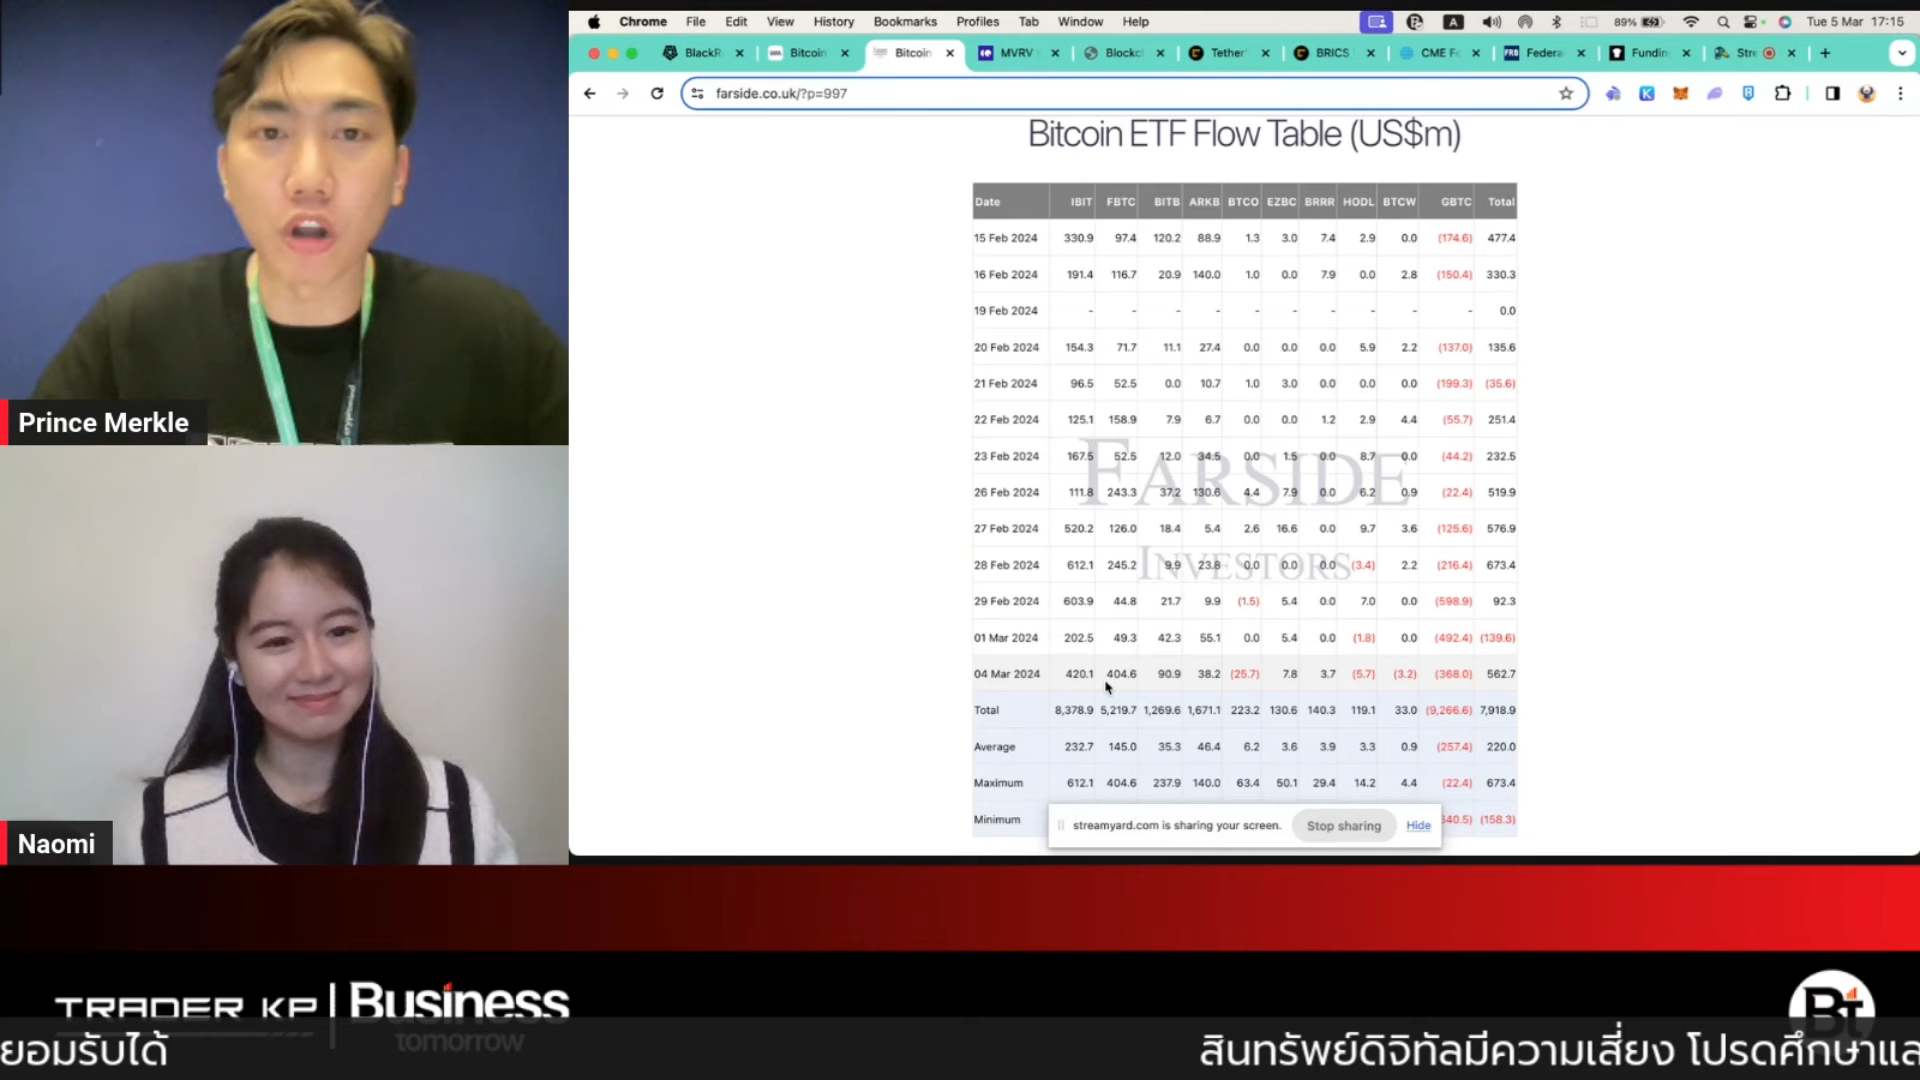 Chrome File Edit View History Bookmarks Profiles Tab Window Help 89% Tue 5 Mar 17:15
BlackR Bitcoin Bitcoin MVRV Blockc Tether' BRICS CME F Federa Fundin Stre
farside.co.uk/?p=997
Bitcoin ETF Flow Table (US$m)
Date IBIT FBTC BITB ARKB BTCO EZBC BRRR HODL BTCW GBTC Total
15 Feb 2024 330.9 97.4 120.2 88.9 1.3 3.0 7.4 2.9 0.0 (174.6) 477.4
16 Feb 2024 191.4 116.7 20.9 140.0 1.0 0.0 7.9 0.0 2.8 (150.4) 330.3
19 Feb 2024 - - - - - - - - - - 0.0
20 Feb 2024 154.3 71.7 11.1 27.4 0.0 0.0 0.0 5.9 2.2 (137.0) 135.6
21 Feb 2024 96.5 52.5 0.0 10.7 1.0 3.0 0.0 0.0 0.0 (199.3) (35.6)
22 Feb 2024 125.1 158.9 7.9 6.7 0.0 0.0 1.2 2.9 4.4 (55.7) 251.4
23 Feb 2024 167.5 52.5 12.0 34.5 0.0 1.5 0.0 8.7 0.0 (44.2) 232.5
FARSIDE
26 Feb 2024 111.8 243.3 37.2 130.6 4.4 7.9 0.0 6.2 0.9 (22.4) 519.9
27 Feb 2024 520.2 126.0 18.4 5.4 2.6 16.6 0.0 9.7 3.6 (125.6) 576.9
28 Feb 2024 612.1 245.2 9.9 23.8 0.0 0.0 0.0 (3.4) 2.2 (216.4) 673.4
INVESTORS
29 Feb 2024 603.9 44.8 21.7 9.9 (1.5) 5.4 0.0 7.0 0.0 (598.9) 92.3
01 Mar 2024 202.5 49.3 42.3 55.1 0.0 5.4 0.0 (1.8) 0.0 (492.4) (139.6)
04 Mar 2024 420.1 404.6 90.9 38.2 (25.7) 7.8 3.7 (5.7) (3.2) (368.0) 562.7
Total 8,378.9 5,219.7 1,269.6 1,671.1 223.2 130.6 140.3 119.1 33.0 (9,266.6) 7,918.9
Average 232.7 145.0 35.3 46.4 6.2 3.6 3.9 3.3 0.9 (257.4) 220.0
Maximum 612.1 404.6 237.9 140.0 63.4 50.1 29.4 14.2 4.4 (22.4) 673.4
Minimum 640.5) (158.3)
streamyard.com is sharing your screen. Stop sharing Hide
Prince Merkle
Naomi
TRADER KP | Business
tomorrow
Bt
ยอมรับได้ สินทรัพย์ดิจิทัลมีความเสี่ยง โปรดศึกษาแล